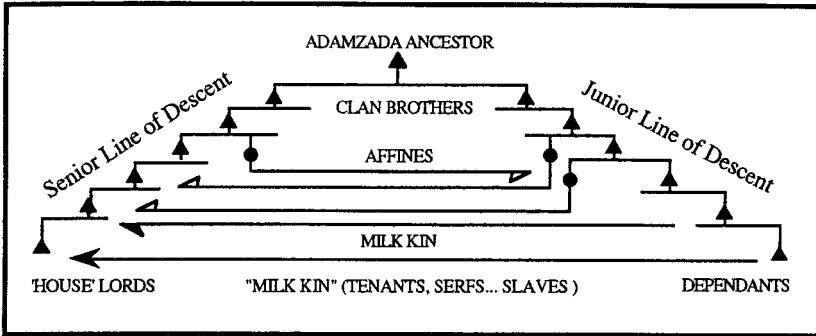 ADAMZADA ANCESTOR
Senior Line of Descent
Junior Line of Descent
CLAN BROTHERS
AFFINES
MILK KIN
'HOUSE' LORDS
"MILK KIN" (TENANTS, SERFS... SLAVES )
DEPENDANTS